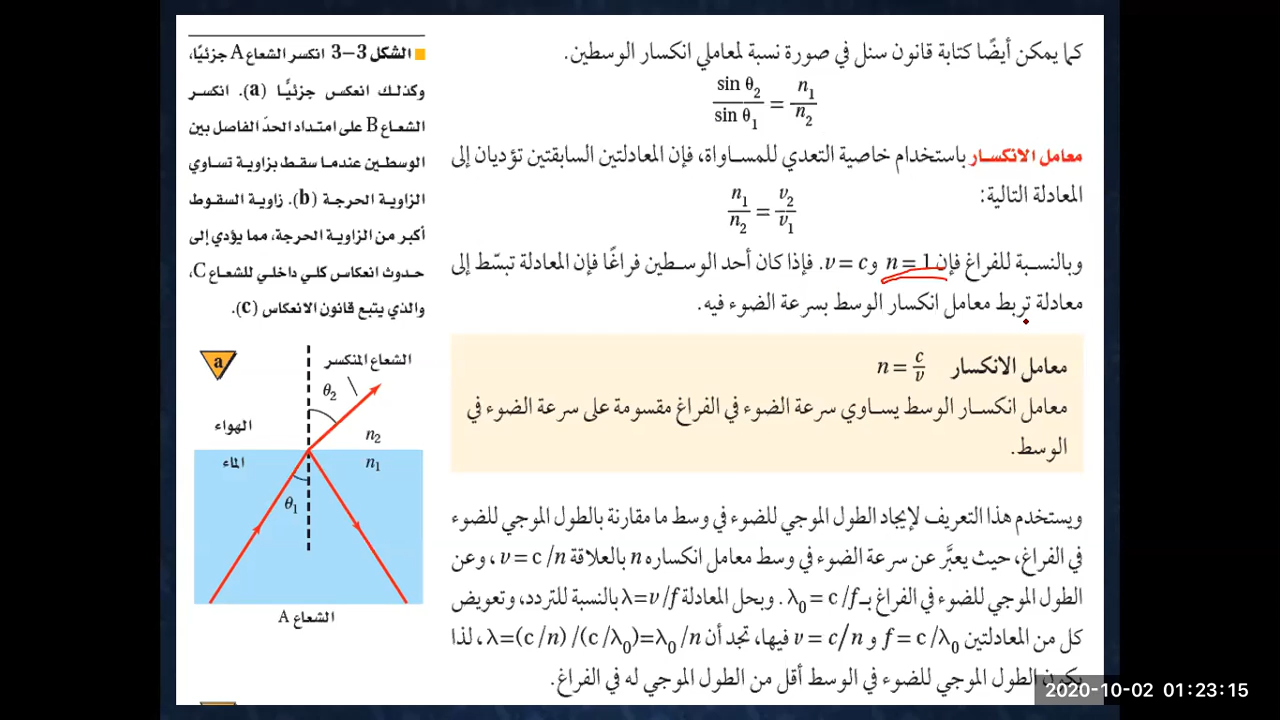 كما يمكن أيضًا كتابة قانون سنل في صورة نسبة لمعاملي انكسار الوسطين.
sin θ₂ / sin θ₁ = n₁ / n₂
معامل الانكسار باستخدام خاصية التعدي للمساواة، فإن المعادلتين السابقتين تؤديان إلى
المعادلة التالية:
n₁ / n₂ = v₂ / v₁
وبالنسبة للفراغ فإن n = 1 و v = c. فإذا كان أحد الوسطين فراغًا فإن المعادلة تبسّط إلى
معادلة تربط معامل انكسار الوسط بسرعة الضوء فيه.
معامل الانكسار n = c / v
معامل انكسار الوسط يساوي سرعة الضوء في الفراغ مقسومة على سرعة الضوء في
الوسط.
ويستخدم هذا التعريف لإيجاد الطول الموجي للضوء في وسط ما مقارنة بالطول الموجي للضوء
في الفراغ، حيث يعبَّر عن سرعة الضوء في وسط معامل انكساره n بالعلاقة v = c /n ، وعن
الطول الموجي للضوء في الفراغ بـ λ₀ = c /f . وبحل المعادلة λ=v/f بالنسبة للتردد، وتعويض
كل من المعادلتين f = c /λ₀ و v = c/n فيها، تجد أن λ=(c /n) /(c /λ₀)=λ₀ /n ، لذا
يكون الطول الموجي للضوء في الوسط أقل من الطول الموجي له في الفراغ.
الشكل 3–3 انكسر الشعاع A جزئيًا،
وكذلك انعكس جزئيًّا (a). انكسر
الشعاع B على امتداد الحدّ الفاصل بين
الوسطين عندما سقط بزاوية تساوي
الزاوية الحرجة (b). زاوية السقوط
أكبر من الزاوية الحرجة، مما يؤدي إلى
حدوث انعكاس كلي داخلي للشعاع C،
والذي يتبع قانون الانعكاس (c).
a
الشعاع المنكسر
θ₂
الهواء
n₂
الماء
n₁
θ₁
الشعاع A
2020-10-02 01:23:15